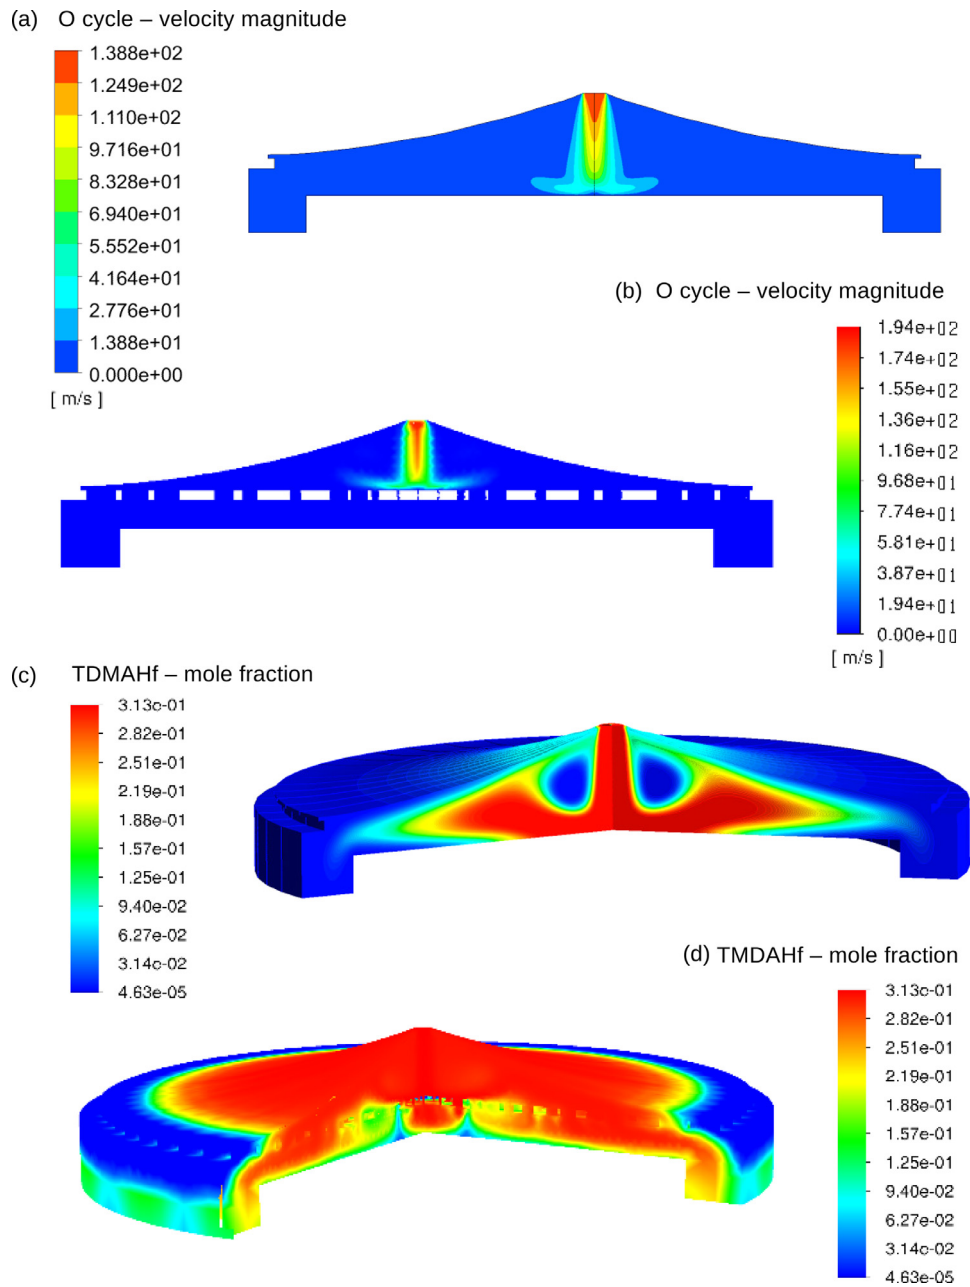 (a) O cycle – velocity magnitude
1.388e+02
1.249e+02
1.110e+02
9.716e+01
8.328e+01
6.940e+01
5.552e+01
4.164e+01
2.776e+01
1.381e+01
0.000e+00
[ m/s ]
(b) O cycle – velocity magnitude
1.94e+02
1.74e+02
1.55e+02
1.36e+02
1.16e+02
9.68e+01
7.74e+01
5.81e+01
3.87e+01
1.94e+01
0.00e+00
[ m/s ]
(c) TDMAHf – mole fraction
3.13e-01
2.82e-01
2.51e-01
2.19e-01
1.88e-01
1.57e-01
1.25e-01
9.40e-02
6.27e-02
3.14e-02
4.63e-05
(d) TMDAHf – mole fraction
3.13e-01
2.82e-01
2.51e-01
2.19e-01
1.88e-01
1.57e-01
1.25e-01
9.40e-02
6.27e-02
3.14e-02
4.63e-05